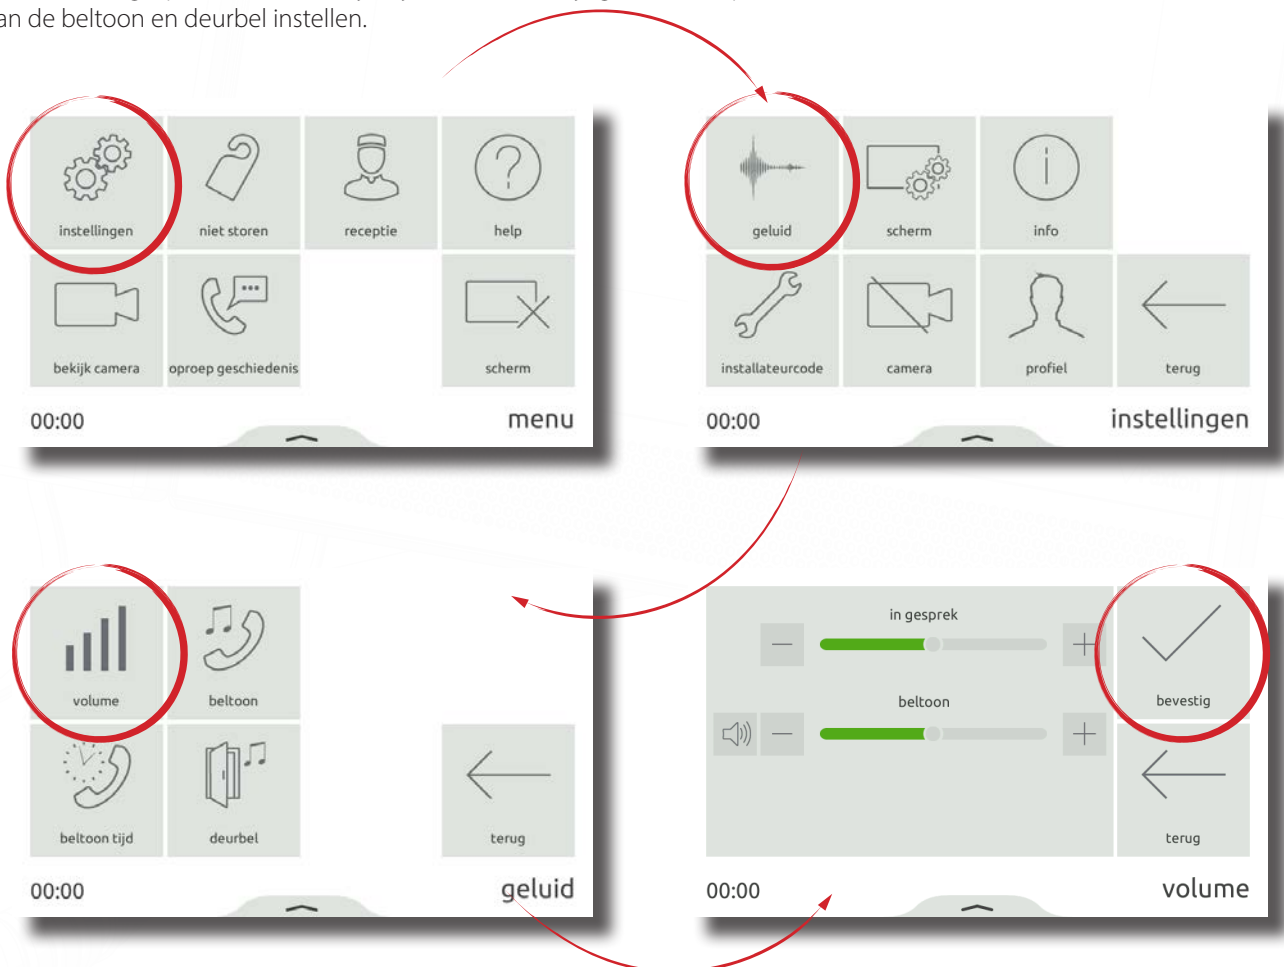 an de beltoon en deurbel instellen.
instellingen
niet storen
receptie
help
bekijk camera
oproep geschiedenis
scherm
00:00
menu
geluid
scherm
info
installateurcode
camera
profiel
terug
00:00
instellingen
volume
beltoon
beltoon tijd
deurbel
terug
00:00
geluid
in gesprek
bevestig
beltoon
terug
00:00
volume